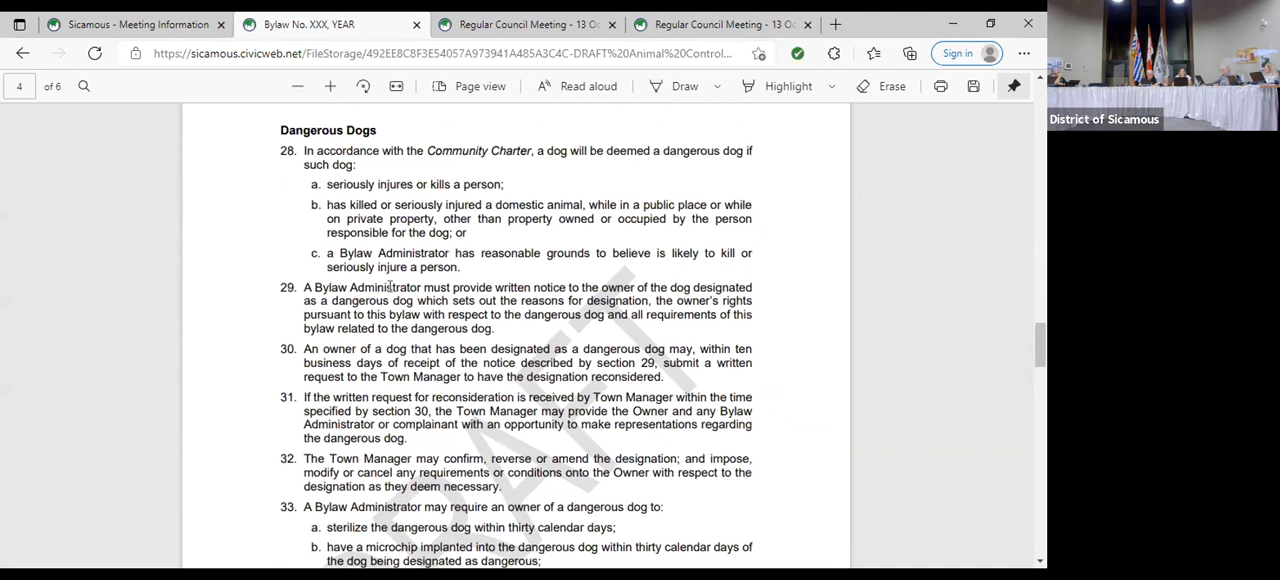 Sicamous - Meeting Information
Bylaw No. XXX, YEAR
Regular Council Meeting - 13 Oc
Regular Council Meeting - 13 Oc
https://sicamous.civicweb.net/FileStorage/492EE8C8F3E54057A973941A485A3C4C-DRAFT%20Animal%20Control...
Sign in
4 of 6
Page view
Read aloud
Draw
Highlight
Erase
District of Sicamous
Dangerous Dogs
28. In accordance with the Community Charter, a dog will be deemed a dangerous dog if
such dog:
a. seriously injures or kills a person;
b. has killed or seriously injured a domestic animal, while in a public place or while
on private property, other than property owned or occupied by the person
responsible for the dog; or
c. a Bylaw Administrator has reasonable grounds to believe is likely to kill or
seriously injure a person.
29. A Bylaw Administrator must provide written notice to the owner of the dog designated
as a dangerous dog which sets out the reasons for designation, the owner's rights
pursuant to this bylaw with respect to the dangerous dog and all requirements of this
bylaw related to the dangerous dog.
30. An owner of a dog that has been designated as a dangerous dog may, within ten
business days of receipt of the notice described by section 29, submit a written
request to the Town Manager to have the designation reconsidered.
31. If the written request for reconsideration is received by Town Manager within the time
specified by section 30, the Town Manager may provide the Owner and any Bylaw
Administrator or complainant with an opportunity to make representations regarding
the dangerous dog.
32. The Town Manager may confirm, reverse or amend the designation; and impose,
modify or cancel any requirements or conditions onto the Owner with respect to the
designation as they deem necessary.
33. A Bylaw Administrator may require an owner of a dangerous dog to:
a. sterilize the dangerous dog within thirty calendar days;
b. have a microchip implanted into the dangerous dog within thirty calendar days of
the dog being designated as dangerous;
RAFT